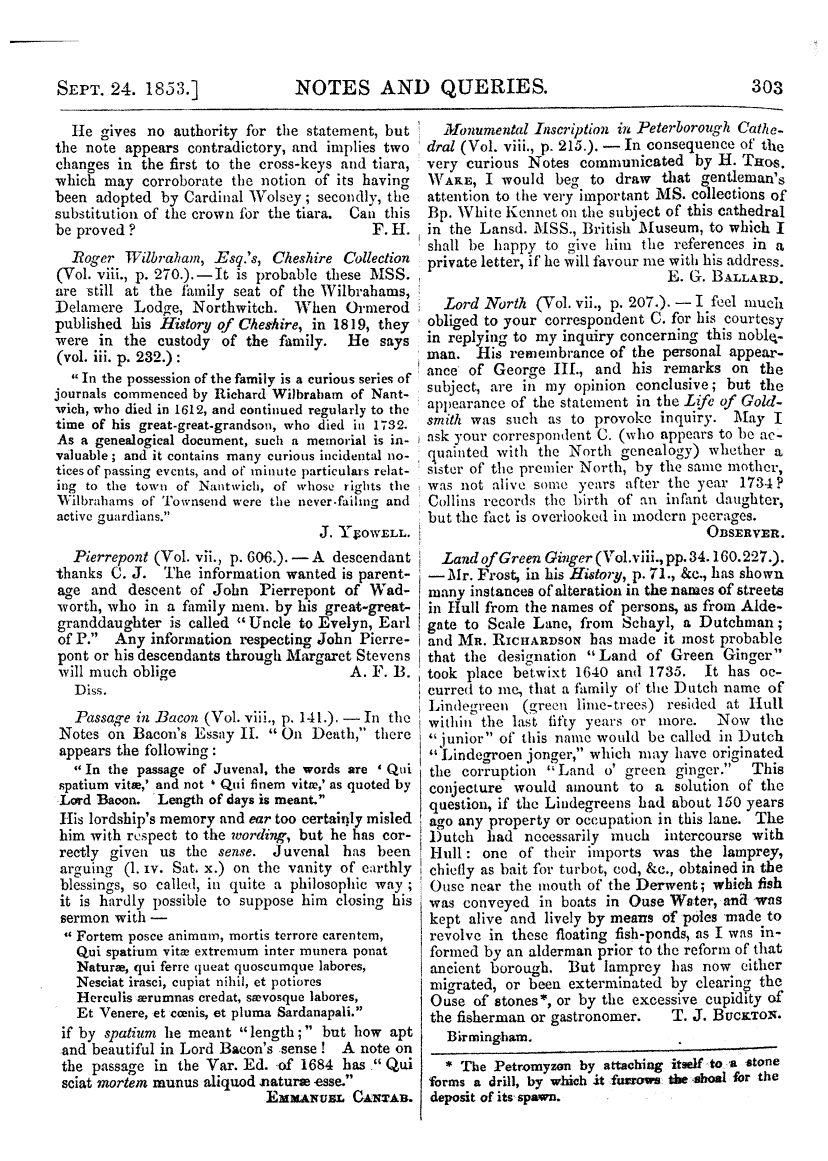 SEPT. 24. 1853.] NOTES AND QUERIES. 303
He gives no authority for the statement, but
the note appears contradictory, and implies two
changes in the first to the cross-keys and tiara,
which may corroborate the notion of its having
been adopted by Cardinal Wolsey; secondly, the
substitution of the crown for the tiara. Can this
be proved? F. H.
Roger Wilbraham, Esq.'s, Cheshire Collection
(Vol. viii., p. 270.).—It is probable these MSS.
are still at the family seat of the Wilbrahams,
Delamere Lodge, Northwitch. When Ormerod
published his History of Cheshire, in 1819, they
were in the custody of the family. He says
(vol. iii. p. 232.):
"In the possession of the family is a curious series of
journals commenced by Richard Wilbraham of Nant-
wich, who died in 1612, and continued regularly to the
time of his great-great-grandson, who died in 1732.
As a genealogical document, such a memorial is in-
valuable; and it contains many curious incidental no-
tices of passing events, and of minute particulars relat-
ing to the town of Nantwich, of whose rights the
Wilbrahams of Townsend were the never-failing and
active guardians."
J. YEOWELL.
Pierrepont (Vol. vii., p. 606.).—A descendant
thanks C. J. The information wanted is parent-
age and descent of John Pierrepont of Wad-
worth, who in a family mem. by his great-great-
granddaughter is called "Uncle to Evelyn, Earl
of P." Any information respecting John Pierre-
pont or his descendants through Margaret Stevens
will much oblige A. F. B.
Diss.
Passage in Bacon (Vol. viii., p. 141.).—In the
Notes on Bacon's Essay II. "On Death," there
appears the following:
"In the passage of Juvenal, the words are 'Qui
spatium vitæ,' and not 'Qui finem vitæ,' as quoted by
Lord Bacon. Length of days is meant."
His lordship's memory and ear too certainly misled
him with respect to the wording, but he has cor-
rectly given us the sense. Juvenal has been
arguing (l. IV. Sat. x.) on the vanity of earthly
blessings, so called, in quite a philosophic way;
it is hardly possible to suppose him closing his
sermon with—
"Fortem posce animum, mortis terrore carentem,
Qui spatium vitæ extremum inter munera ponat
Naturæ, qui ferre queat quoscumque labores,
Nesciat irasci, cupiat nihil, et potiores
Herculis ærumnas credat, sævosque labores,
Et Venere, et cœnis, et pluma Sardanapali."
if by spatium he meant "length;" but how apt
and beautiful in Lord Bacon's sense! A note on
the passage in the Var. Ed. of 1684 has "Qui
sciat mortem munus aliquod naturæ esse."
EMMANUEL CANTAB.
Monumental Inscription in Peterborough Cathe-
dral (Vol. viii., p. 215.).—In consequence of the
very curious Notes communicated by H. THOS.
WAKE, I would beg to draw that gentleman's
attention to the very important MS. collections of
Bp. White Kennet on the subject of this cathedral
in the Lansd. MSS., British Museum, to which I
shall be happy to give him the references in a
private letter, if he will favour me with his address.
E. G. BALLARD.
Lord North (Vol. vii., p. 207.).—I feel much
obliged to your correspondent C. for his courtesy
in replying to my inquiry concerning this noble-
man. His remembrance of the personal appear-
ance of George III., and his remarks on the
subject, are in my opinion conclusive; but the
appearance of the statement in the Life of Gold-
smith was such as to provoke inquiry. May I
ask your correspondent C. (who appears to be ac-
quainted with the North genealogy) whether a
sister of the premier North, by the same mother,
was not alive some years after the year 1734?
Collins records the birth of an infant daughter,
but the fact is overlooked in modern peerages.
OBSERVER.
Land of Green Ginger (Vol. viii., pp. 34. 160. 227.).
—Mr. Frost, in his History, p. 71., &c., has shown
many instances of alteration in the names of streets
in Hull from the names of persons, as from Alde-
gate to Scale Lane, from Schayl, a Dutchman;
and MR. RICHARDSON has made it most probable
that the designation "Land of Green Ginger"
took place betwixt 1640 and 1735. It has oc-
curred to me, that a family of the Dutch name of
Lindegreen (green lime-trees) resided at Hull
within the last fifty years or more. Now the
"junior" of this name would be called in Dutch
"Lindegroen jonger," which may have originated
the corruption "Land o' green ginger." This
conjecture would amount to a solution of the
question, if the Lindegreens had about 150 years
ago any property or occupation in this lane. The
Dutch had necessarily much intercourse with
Hull: one of their imports was the lamprey,
chiefly as bait for turbot, cod, &c., obtained in the
Ouse near the mouth of the Derwent; which fish
was conveyed in boats in Ouse Water, and was
kept alive and lively by means of poles made to
revolve in these floating fish-ponds, as I was in-
formed by an alderman prior to the reform of that
ancient borough. But lamprey has now either
migrated, or been exterminated by clearing the
Ouse of stones*, or by the excessive cupidity of
the fisherman or gastronomer. T. J. BUCKTON.
Birmingham.
* The Petromyzon by attaching itself to a stone
forms a drill, by which it furrows the shoal for the
deposit of its spawn.